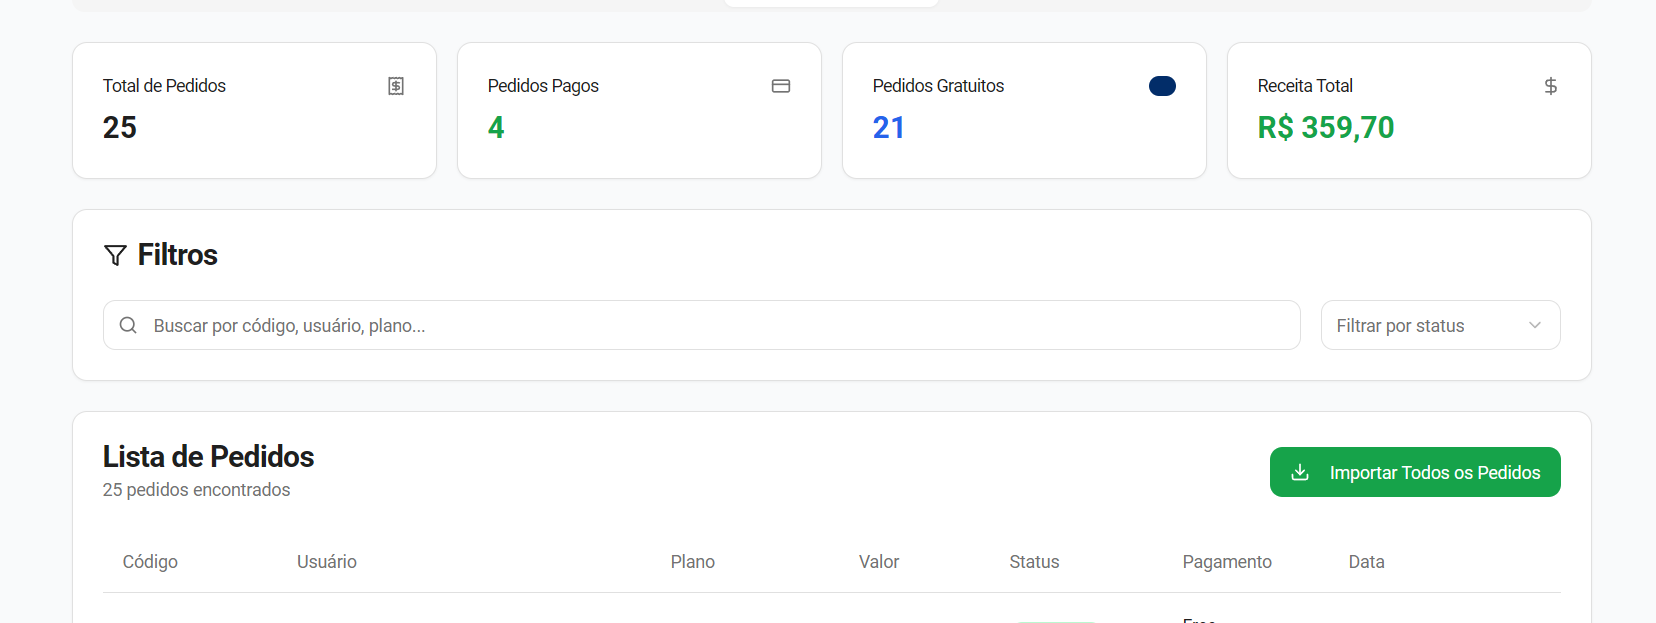 Total de Pedidos
25
Pedidos Pagos
4
Pedidos Gratuitos
21
Receita Total
R$ 359,70
Filtros
Buscar por código, usuário, plano...
Filtrar por status
Lista de Pedidos
25 pedidos encontrados
Importar Todos os Pedidos
Código Usuário Plano Valor Status Pagamento Data